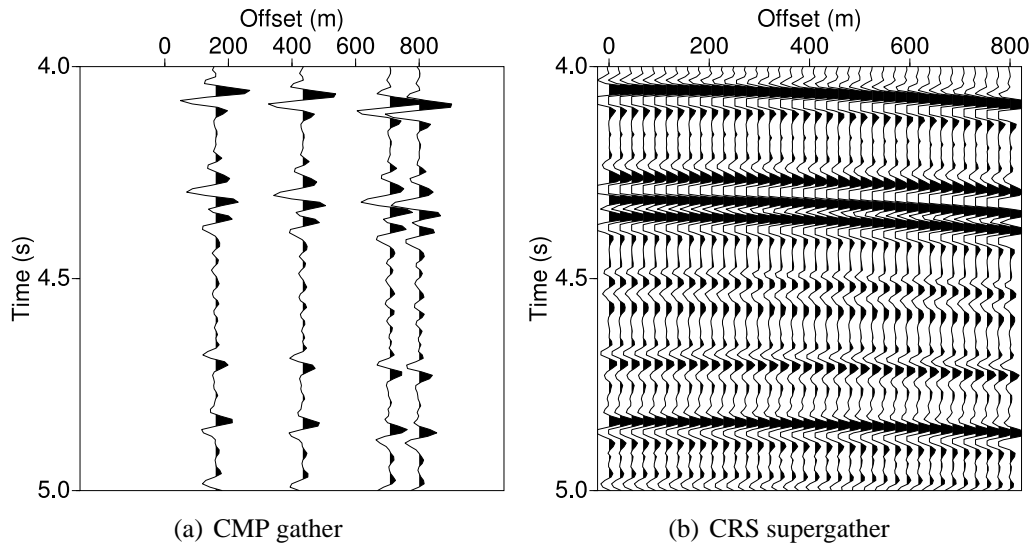 Offset (m)
0 200 400 600 800
4.0
4.5
5.0
Time (s)
(a) CMP gather
Offset (m)
0 200 400 600 800
4.0
4.5
5.0
Time (s)
(b) CRS supergather